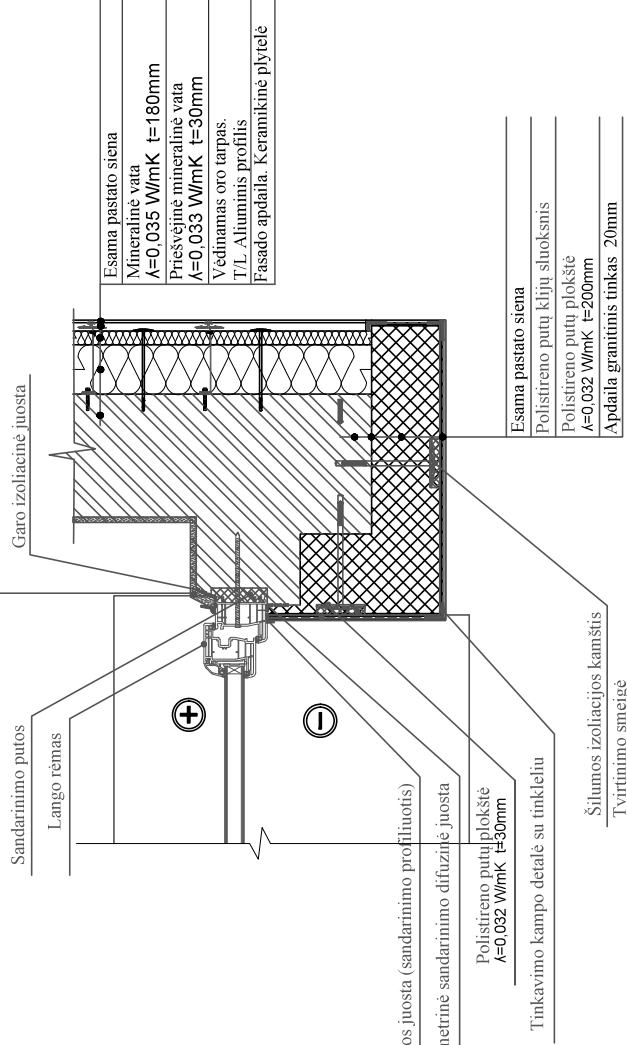 Esama pastato siena
Mineralinė vata
λ=0,035 W/mK t=180mm
Priešvėjinė mineralinė vata
λ=0,033 W/mK t=30mm
Vėdinamas oro tarpas.
T/L Aliuminis profilis
Fasado apdaila. Keramikinė plytelė
Garo izoliacinė juosta
Sandarinimo putos
Lango rėmas
+
−
Esama pastato siena
Polistireno putų klijų sluoksnis
Polistireno putų plokštė
λ=0,032 W/mK t=200mm
Apdaila granitinis tinkas 20mm
Šilumos izoliacijos kamštis
Tvirtinimo smeigė
juosta (sandarinimo profiliuotis)
sandarinimo difuzinė juosta
Polistireno putų plokštė
λ=0,032 W/mK t=30mm
Tinkavimo kampo detalė su tinkleliu